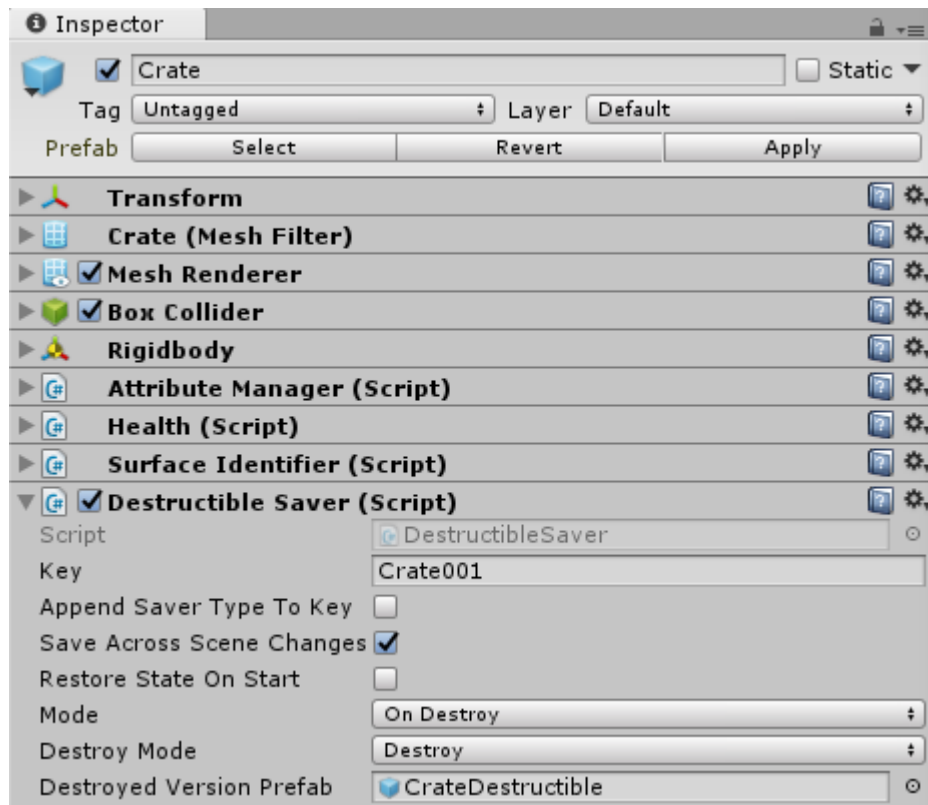 Inspector
Crate Static
Tag Untagged Layer Default
Prefab Select Revert Apply
Transform
Crate (Mesh Filter)
Mesh Renderer
Box Collider
Rigidbody
C# Attribute Manager (Script)
C# Health (Script)
C# Surface Identifier (Script)
C# Destructible Saver (Script)
Script DestructibleSaver
Key Crate001
Append Saver Type To Key
Save Across Scene Changes
Restore State On Start
Mode On Destroy
Destroy Mode Destroy
Destroyed Version Prefab CrateDestructible